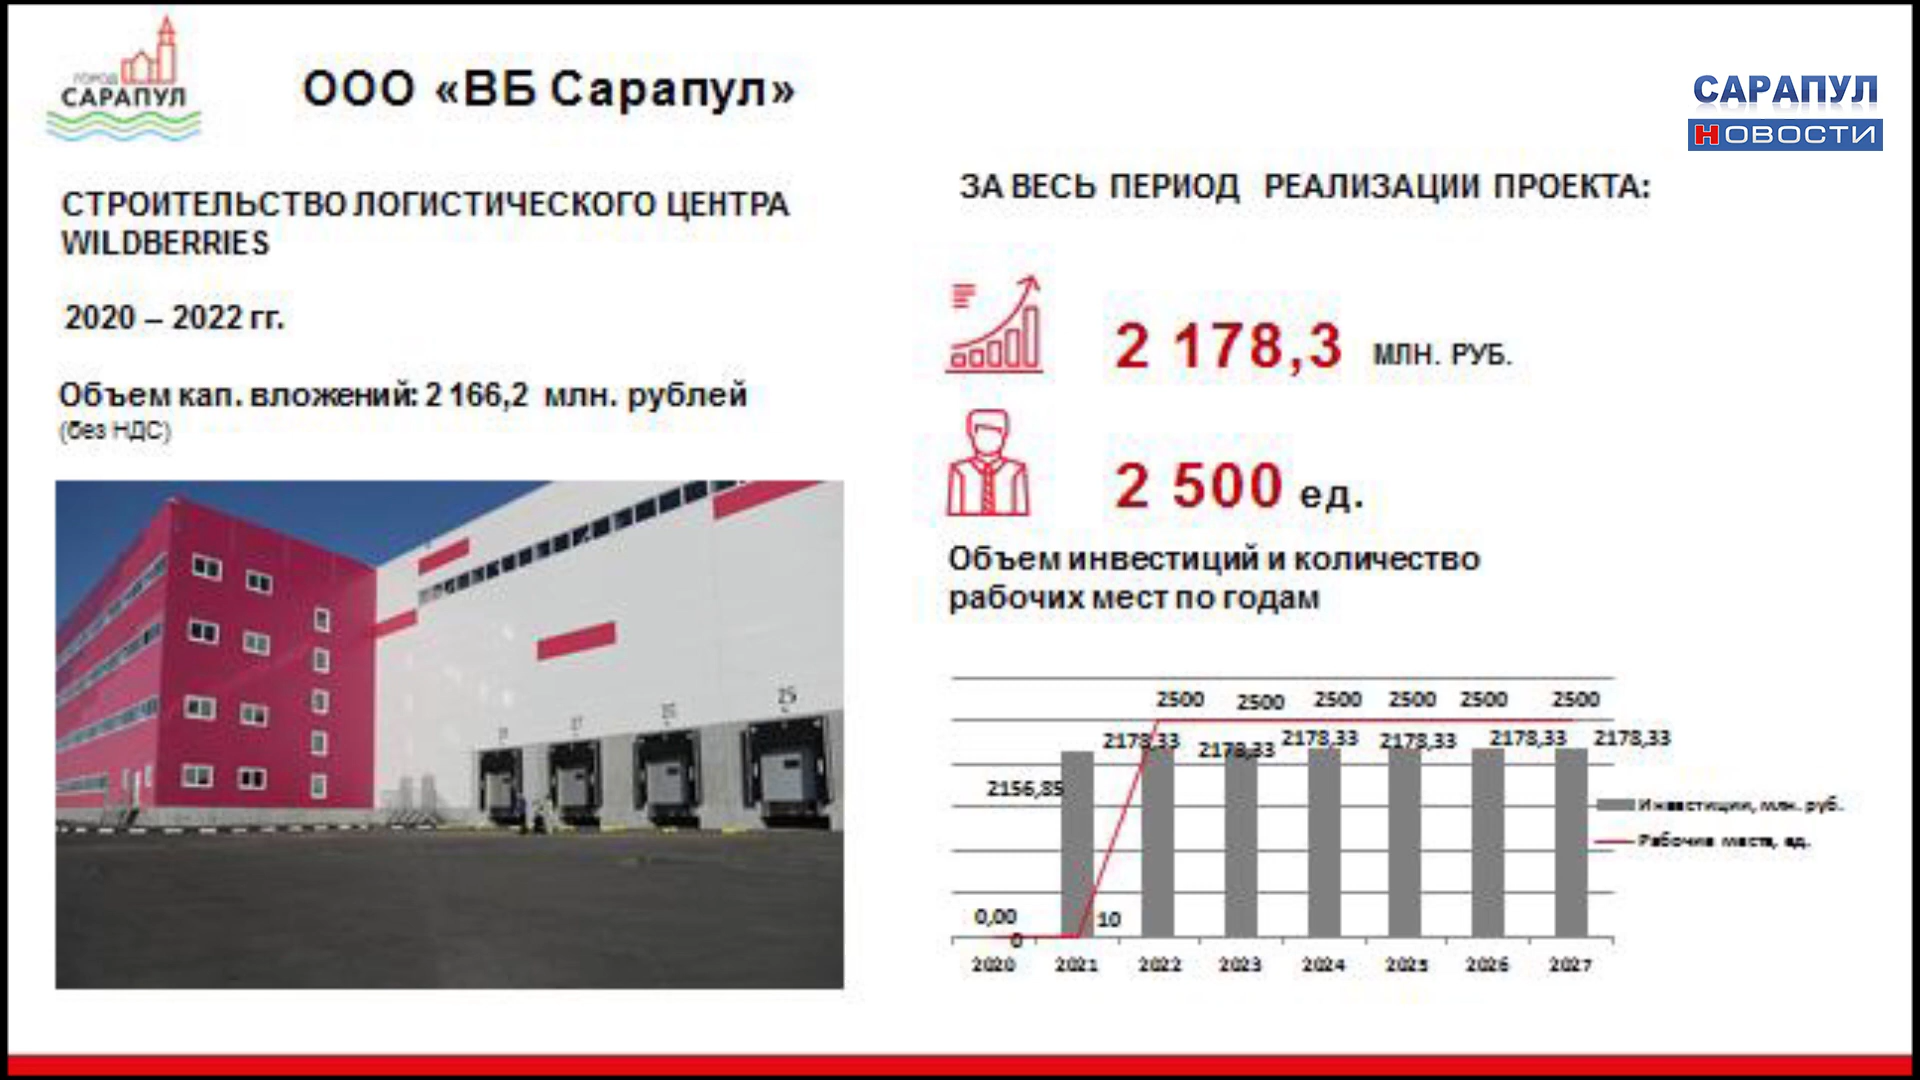 ГОРОД
САРАПУЛ
ООО «ВБ Сарапул»
САРАПУЛ
НОВОСТИ
СТРОИТЕЛЬСТВО ЛОГИСТИЧЕСКОГО ЦЕНТРА
WILDBERRIES
2020 – 2022 гг.
Объем кап. вложений: 2 166,2 млн. рублей
(без НДС)
25
ЗА ВЕСЬ ПЕРИОД РЕАЛИЗАЦИИ ПРОЕКТА:
2 178,3 МЛН. РУБ.
2 500 ед.
Объем инвестиций и количество
рабочих мест по годам
2500 2500 2500 2500 2500 2500
2178,33 2178,33 2178,33 2178,33 2178,33 2178,33
2156,85
Инвестиции, млн. руб.
Рабочие места, ед.
0,00
10
0
2020 2021 2022 2023 2024 2025 2026 2027